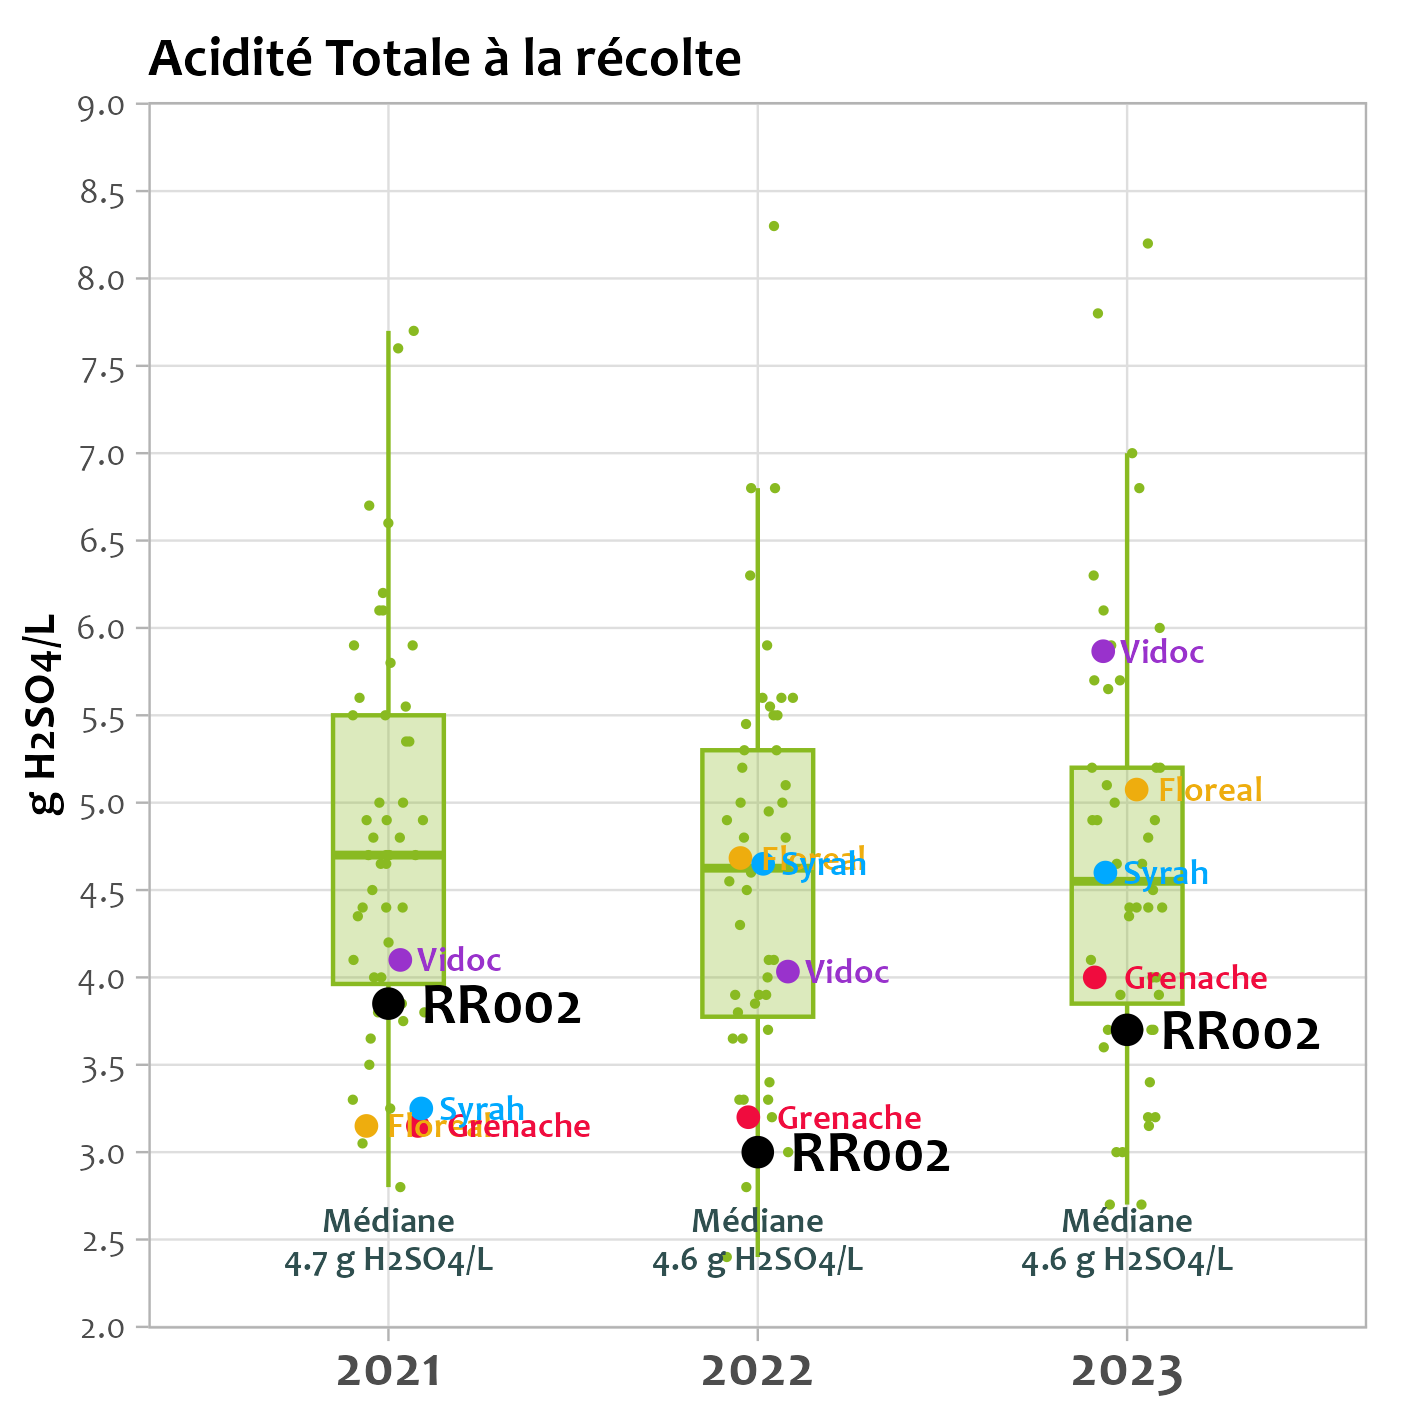 Acidité Totale à la récolte
g H2SO4/L
9.0
8.5
8.0
7.5
7.0
6.5
6.0
5.5
5.0
4.5
4.0
3.5
3.0
2.5
2.0
Vidoc
RR002
Syrah
Floreal
Grenache
Médiane
4.7 g H2SO4/L
Floreal
Syrah
Vidoc
Grenache
RR002
Médiane
4.6 g H2SO4/L
Vidoc
Floreal
Syrah
Grenache
RR002
Médiane
4.6 g H2SO4/L
2021
2022
2023